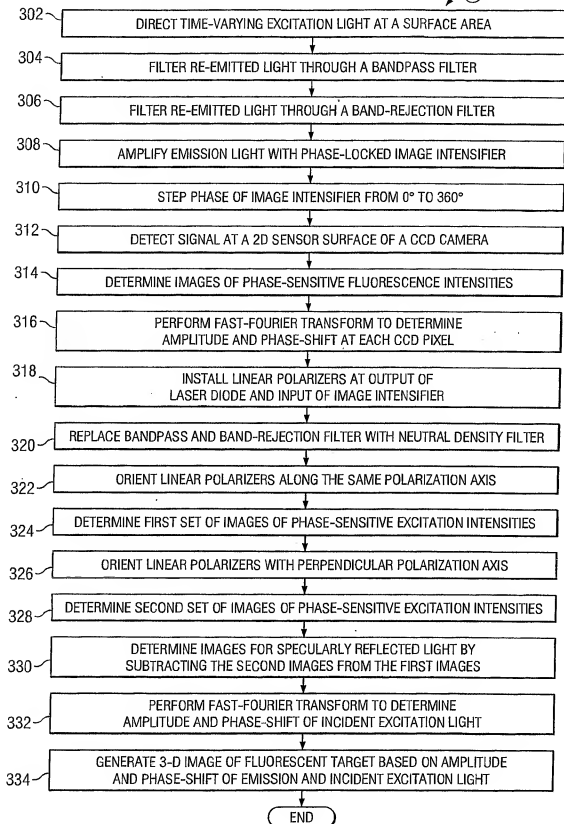 302 DIRECT TIME-VARYING EXCITATION LIGHT AT A SURFACE AREA
304 FILTER RE-EMITTED LIGHT THROUGH A BANDPASS FILTER
306 FILTER RE-EMITTED LIGHT THROUGH A BAND-REJECTION FILTER
308 AMPLIFY EMISSION LIGHT WITH PHASE-LOCKED IMAGE INTENSIFIER
310 STEP PHASE OF IMAGE INTENSIFIER FROM 0° TO 360°
312 DETECT SIGNAL AT A 2D SENSOR SURFACE OF A CCD CAMERA
314 DETERMINE IMAGES OF PHASE-SENSITIVE FLUORESCENCE INTENSITIES
316 PERFORM FAST-FOURIER TRANSFORM TO DETERMINE
AMPLITUDE AND PHASE-SHIFT AT EACH CCD PIXEL
318 INSTALL LINEAR POLARIZERS AT OUTPUT OF
LASER DIODE AND INPUT OF IMAGE INTENSIFIER
320 REPLACE BANDPASS AND BAND-REJECTION FILTER WITH NEUTRAL DENSITY FILTER
322 ORIENT LINEAR POLARIZERS ALONG THE SAME POLARIZATION AXIS
324 DETERMINE FIRST SET OF IMAGES OF PHASE-SENSITIVE EXCITATION INTENSITIES
326 ORIENT LINEAR POLARIZERS WITH PERPENDICULAR POLARIZATION AXIS
328 DETERMINE SECOND SET OF IMAGES OF PHASE-SENSITIVE EXCITATION INTENSITIES
330 DETERMINE IMAGES FOR SPECULARLY REFLECTED LIGHT BY
SUBTRACTING THE SECOND IMAGES FROM THE FIRST IMAGES
332 PERFORM FAST-FOURIER TRANSFORM TO DETERMINE
AMPLITUDE AND PHASE-SHIFT OF INCIDENT EXCITATION LIGHT
334 GENERATE 3-D IMAGE OF FLUORESCENT TARGET BASED ON AMPLITUDE
AND PHASE-SHIFT OF EMISSION AND INCIDENT EXCITATION LIGHT
END